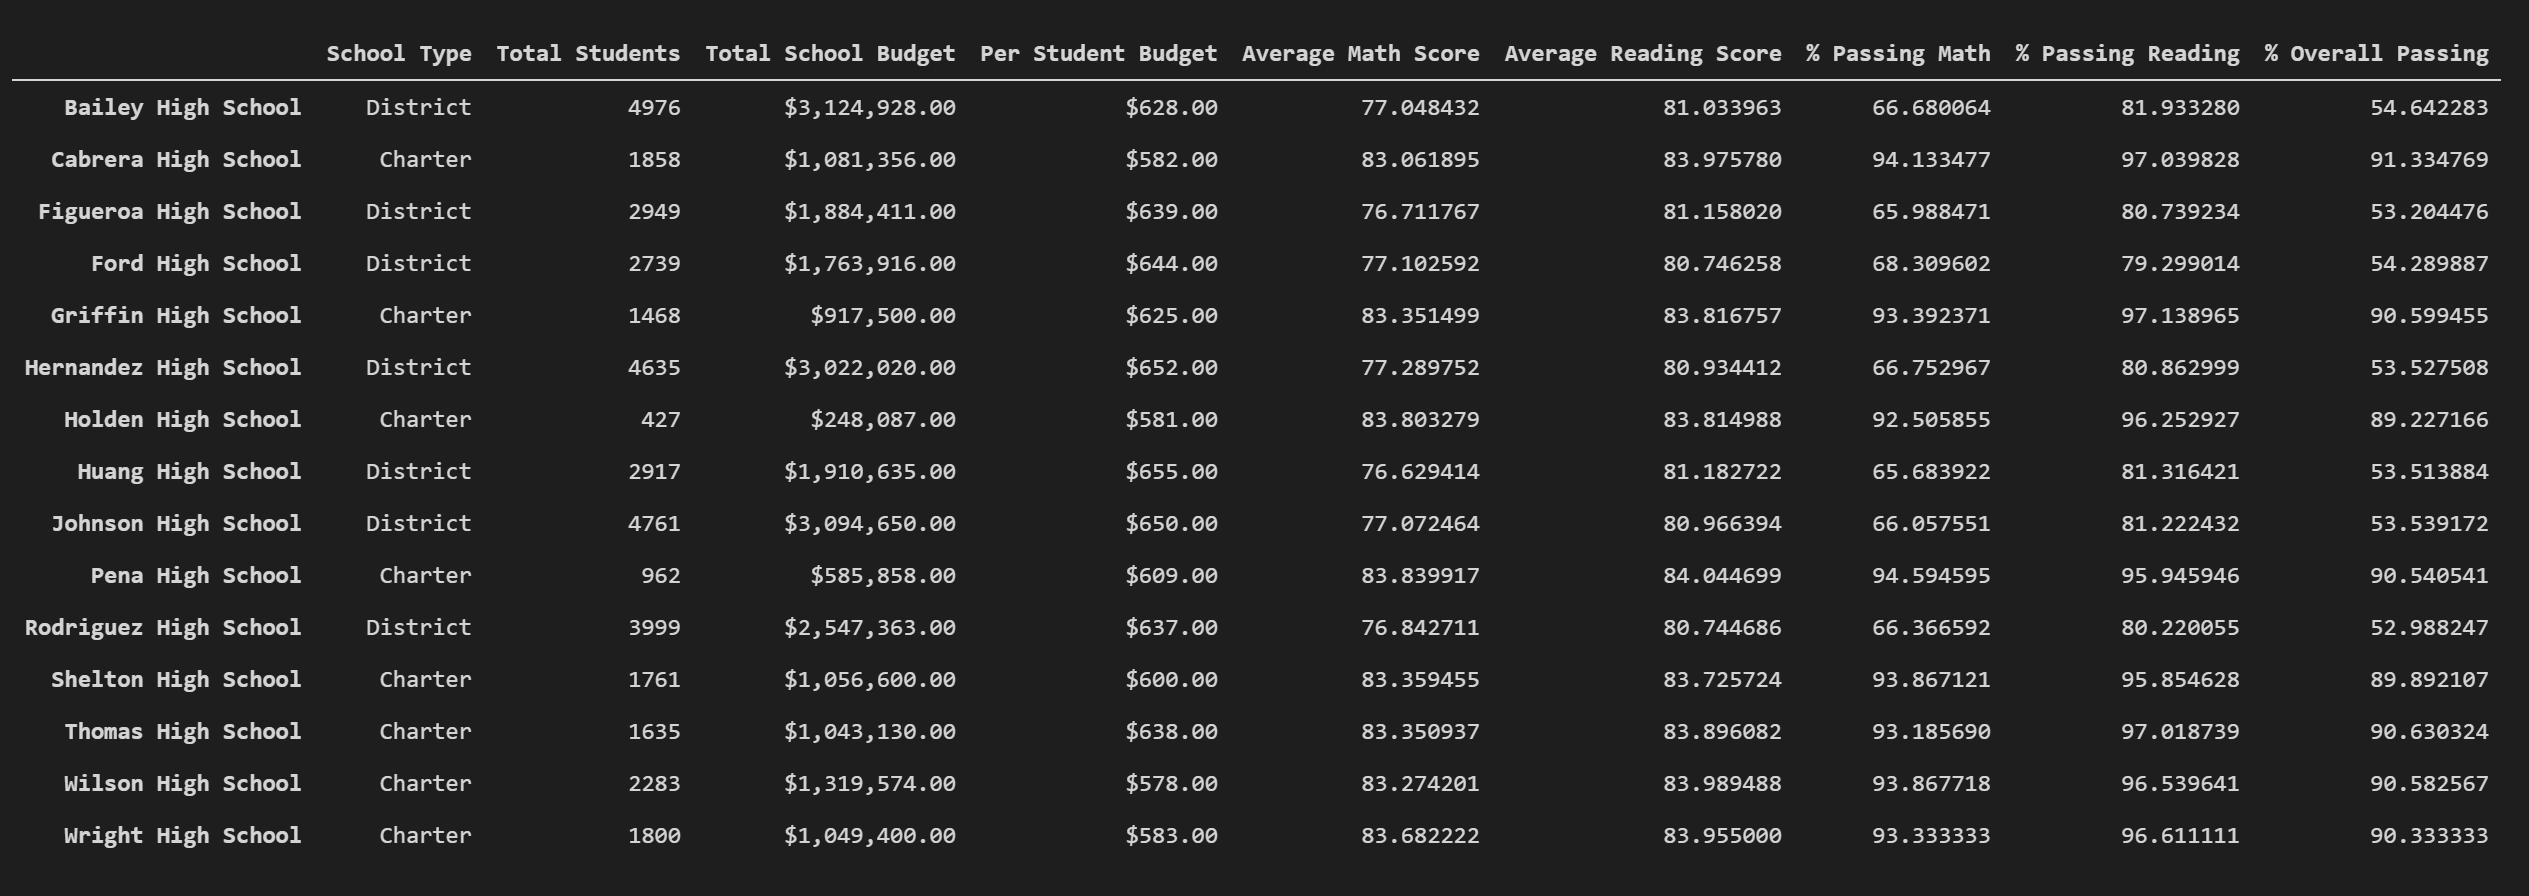 School Type Total Students Total School Budget Per Student Budget Average Math Score Average Reading Score % Passing Math % Passing Reading % Overall Passing
Bailey High School District 4976 $3,124,928.00 $628.00 77.048432 81.033963 66.680064 81.933280 54.642283
Cabrera High School Charter 1858 $1,081,356.00 $582.00 83.061895 83.975780 94.133477 97.039828 91.334769
Figueroa High School District 2949 $1,884,411.00 $639.00 76.711767 81.158020 65.988471 80.739234 53.204476
Ford High School District 2739 $1,763,916.00 $644.00 77.102592 80.746258 68.309602 79.299014 54.289887
Griffin High School Charter 1468 $917,500.00 $625.00 83.351499 83.816757 93.392371 97.138965 90.599455
Hernandez High School District 4635 $3,022,020.00 $652.00 77.289752 80.934412 66.752967 80.862999 53.527508
Holden High School Charter 427 $248,087.00 $581.00 83.803279 83.814988 92.505855 96.252927 89.227166
Huang High School District 2917 $1,910,635.00 $655.00 76.629414 81.182722 65.683922 81.316421 53.513884
Johnson High School District 4761 $3,094,650.00 $650.00 77.072464 80.966394 66.057551 81.222432 53.539172
Pena High School Charter 962 $585,858.00 $609.00 83.839917 84.044699 94.594595 95.945946 90.540541
Rodriguez High School District 3999 $2,547,363.00 $637.00 76.842711 80.744686 66.366592 80.220055 52.988247
Shelton High School Charter 1761 $1,056,600.00 $600.00 83.359455 83.725724 93.867121 95.854628 89.892107
Thomas High School Charter 1635 $1,043,130.00 $638.00 83.350937 83.896082 93.185690 97.018739 90.630324
Wilson High School Charter 2283 $1,319,574.00 $578.00 83.274201 83.989488 93.867718 96.539641 90.582567
Wright High School Charter 1800 $1,049,400.00 $583.00 83.682222 83.955000 93.333333 96.611111 90.333333